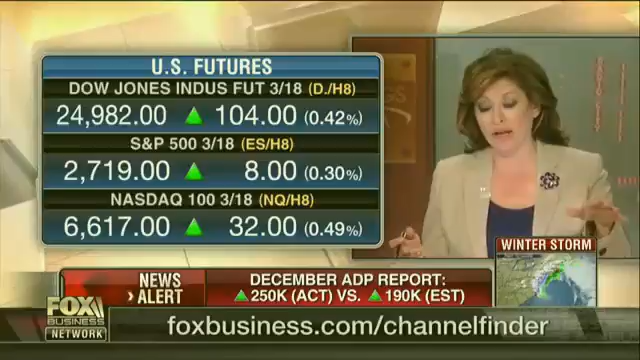 U.S. FUTURES
DOW JONES INDUS FUT 3/18 (D./H8)
24,982.00 ▲ 104.00 (0.42%)
S&P 500 3/18 (ES/H8)
2,719.00 ▲ 8.00 (0.30%)
NASDAQ 100 3/18 (NQ/H8)
6,617.00 ▲ 32.00 (0.49%)
WINTER STORM
NEWS
› ALERT
DECEMBER ADP REPORT:
▲ 250K (ACT) VS. ▲ 190K (EST)
FOX
BUSINESS
NETWORK
foxbusiness.com/channelfinder